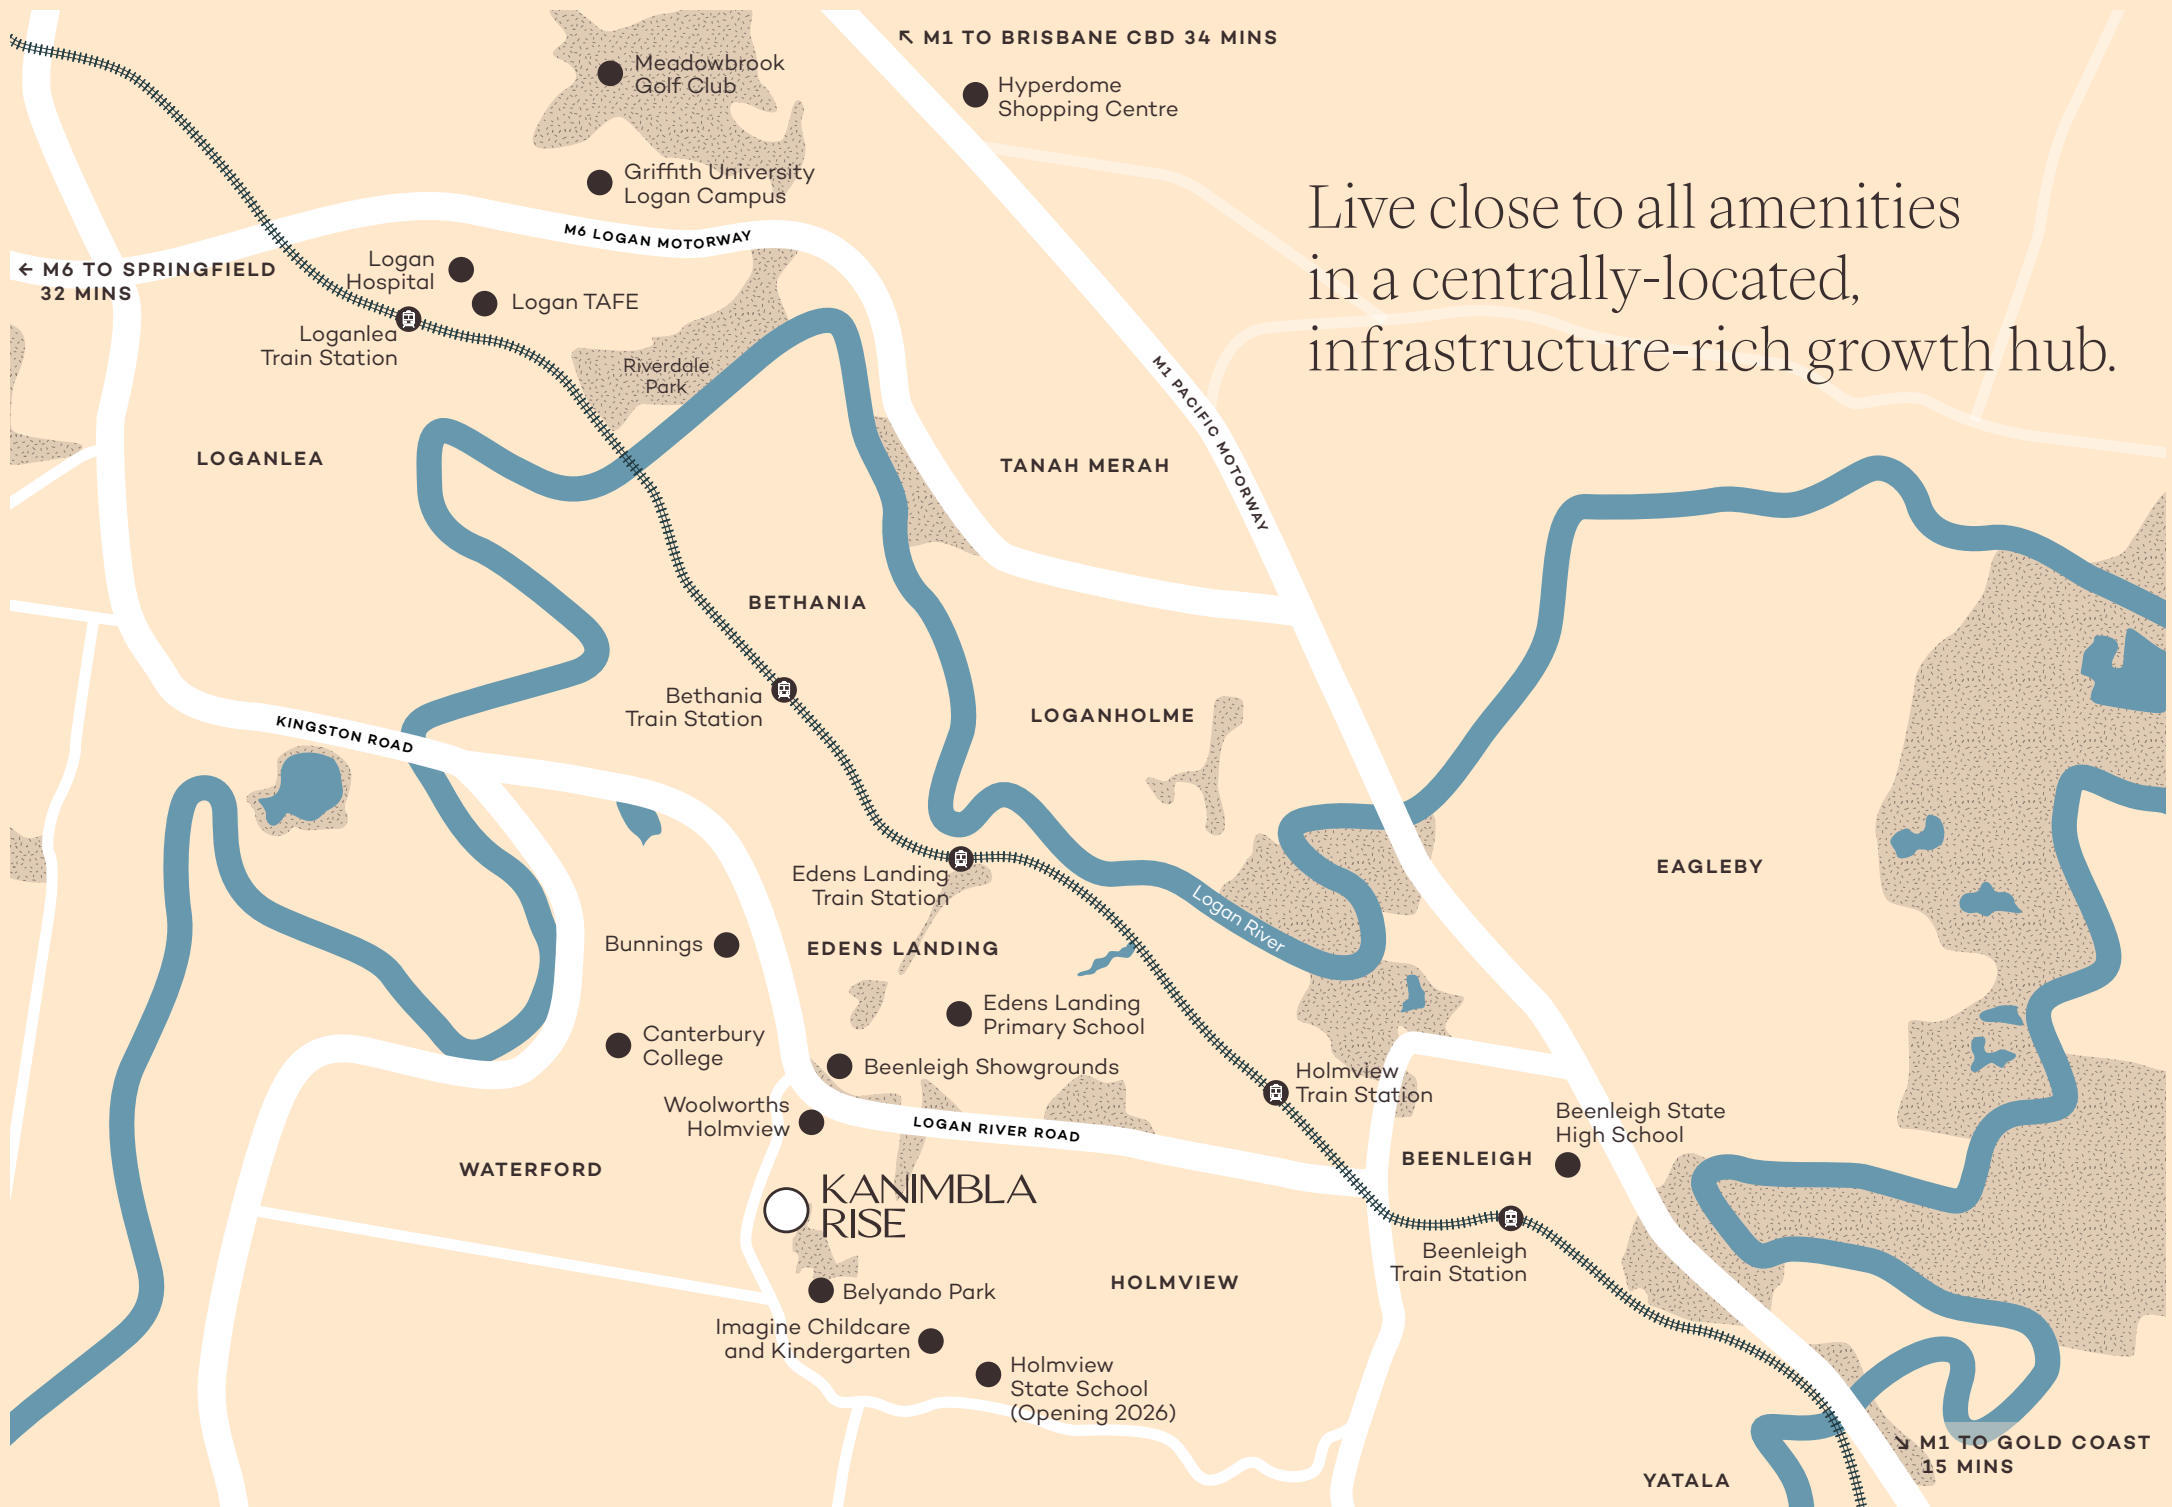 ↖ M1 TO BRISBANE CBD 34 MINS
Meadowbrook
Golf Club
Hyperdome
Shopping Centre
Griffith University
Logan Campus
Live close to all amenities
in a centrally-located,
infrastructure-rich growth hub.
M6 LOGAN MOTORWAY
← M6 TO SPRINGFIELD
32 MINS
Logan
Hospital
Logan TAFE
Loganlea
Train Station
Riverdale
Park
M1 PACIFIC MOTORWAY
LOGANLEA
TANAH MERAH
BETHANIA
Bethania
Train Station
LOGANHOLME
KINGSTON ROAD
EAGLEBY
Edens Landing
Train Station
Logan River
Bunnings
EDENS LANDING
Edens Landing
Primary School
Canterbury
College
Beenleigh Showgrounds
Holmview
Train Station
Woolworths
Holmview
LOGAN RIVER ROAD
Beenleigh State
High School
BEENLEIGH
WATERFORD
KANIMBLA
RISE
Beenleigh
Train Station
HOLMVIEW
Belyando Park
Imagine Childcare
and Kindergarten
Holmview
State School
(Opening 2026)
↘ M1 TO GOLD COAST
15 MINS
YATALA